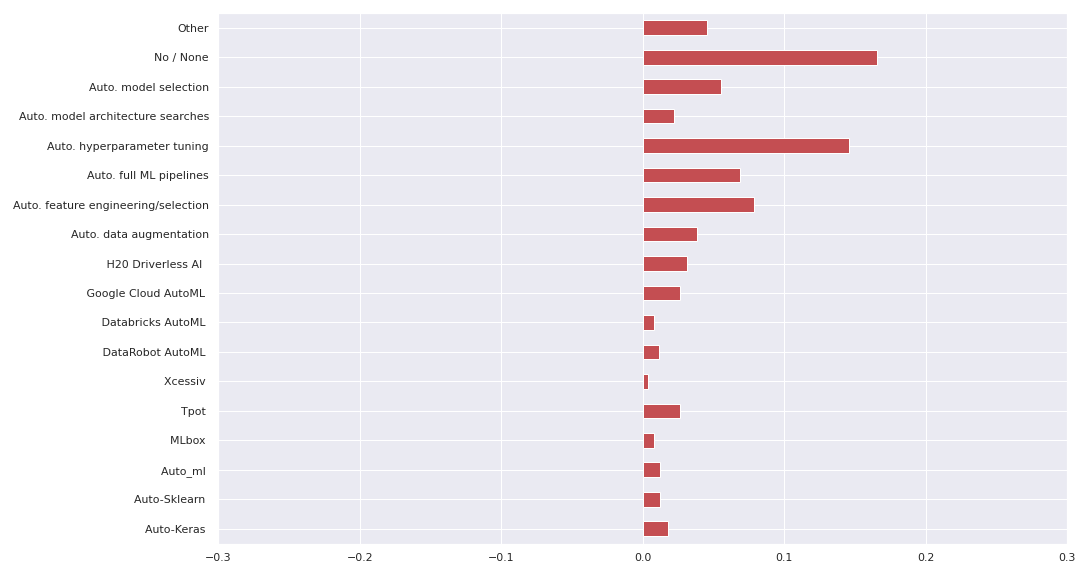 Other
No / None
Auto. model selection
Auto. model architecture searches
Auto. hyperparameter tuning
Auto. full ML pipelines
Auto. feature engineering/selection
Auto. data augmentation
H20 Driverless AI
Google Cloud AutoML
Databricks AutoML
DataRobot AutoML
Xcessiv
Tpot
MLbox
Auto_ml
Auto-Sklearn
Auto-Keras
−0.3 −0.2 −0.1 0.0 0.1 0.2 0.3